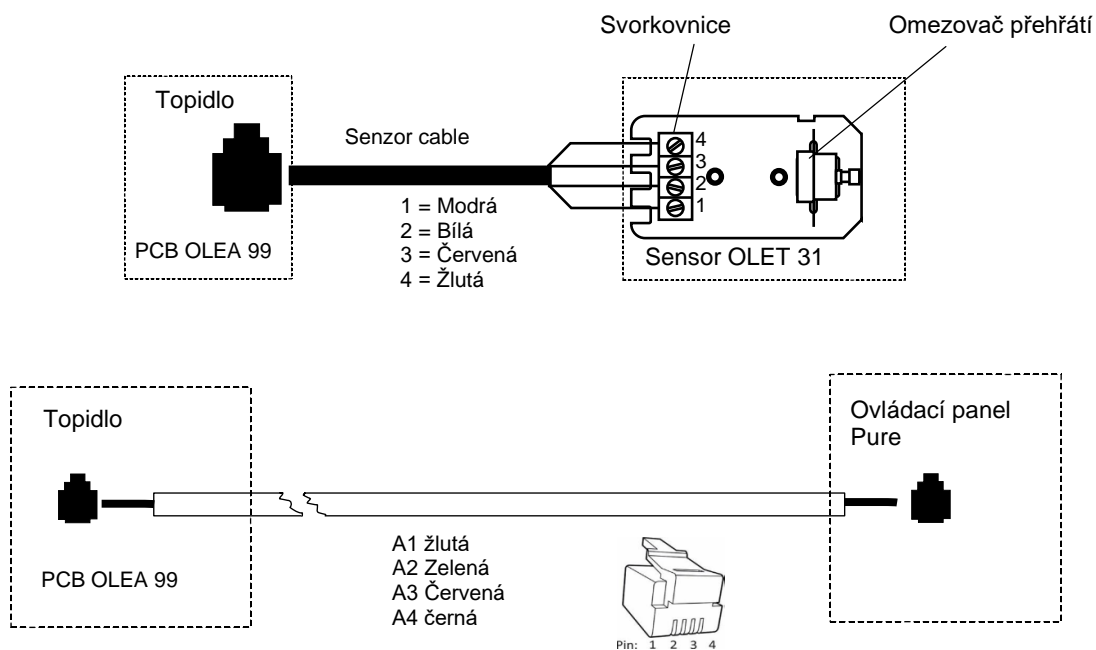 Svorkovnice
Omezovač přehřátí
Topidlo
Senzor cable
4
3
2
1
1 = Modrá
2 = Bílá
3 = Červená
4 = Žlutá
PCB OLEA 99
Sensor OLET 31
Topidlo
Ovládací panel
Pure
A1 žlutá
A2 Zelená
A3 Červená
A4 černá
PCB OLEA 99
Pin: 1 2 3 4